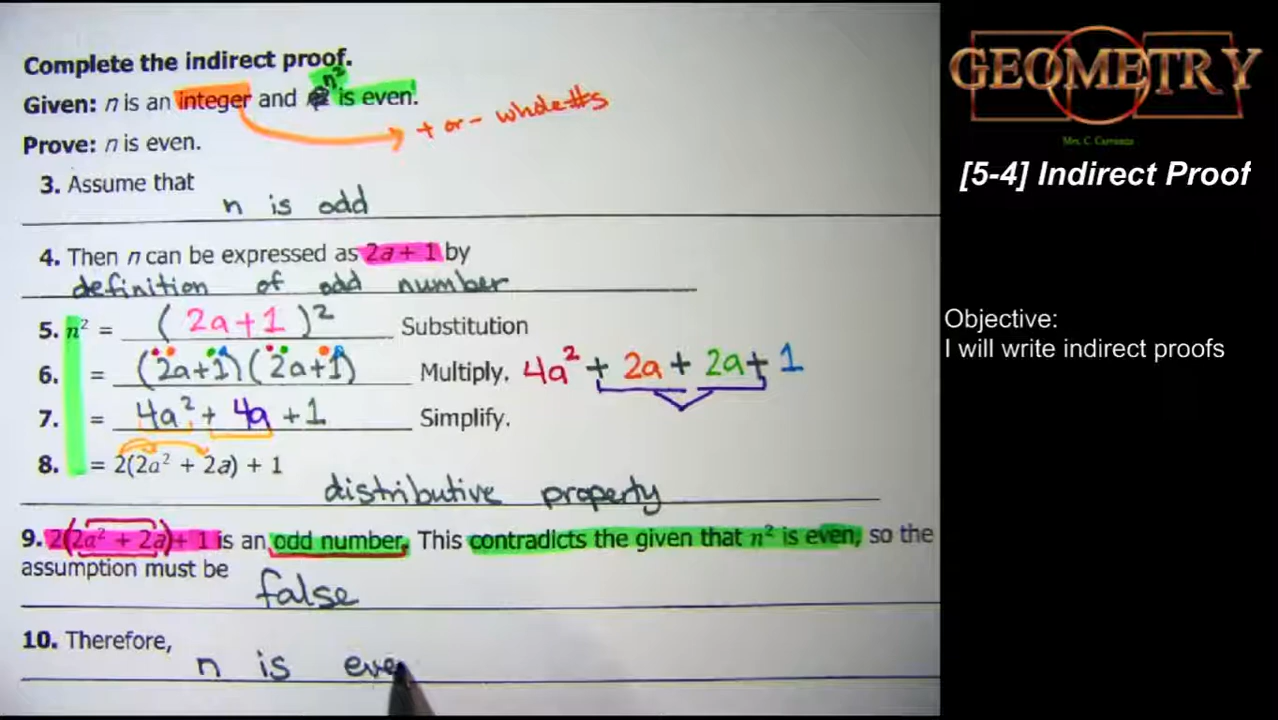 Complete the indirect proof.
n²
Given: n is an integer and is even.
+ or - whole #s
Prove: n is even.
3. Assume that
n is odd
4. Then n can be expressed as 2a + 1 by
definition of odd number
5. n² = (2a+1)² Substitution
6. = (2a+1)(2a+1) Multiply. 4a² + 2a + 2a + 1
7. = 4a² + 4a + 1 Simplify.
8. = 2(2a² + 2a) + 1
distributive property
9. 2(2a² + 2a) + 1 is an odd number. This contradicts the given that n² is even, so the
assumption must be
false
10. Therefore,
n is eve
GEOMETRY
Mrs. C. Carranza
[5-4] Indirect Proof
Objective:
I will write indirect proofs